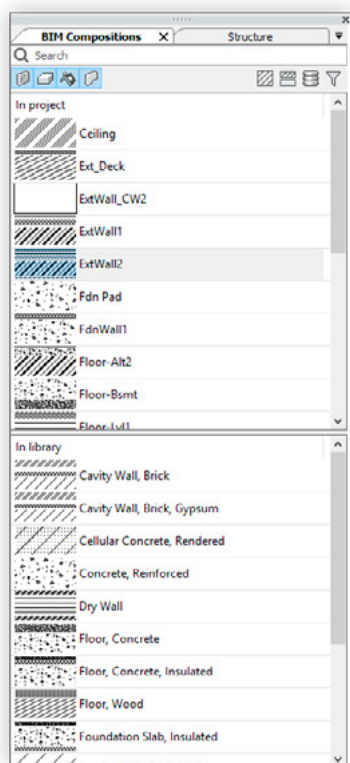 BIM Compositions X Structure
Search
In project
Ceiling
Ext_Deck
ExtWall_CW2
ExtWall1
ExtWall2
Fdn Pad
FdnWall1
Floor-Alt2
Floor-Bsmt
Floor-Lvl1
In library
Cavity Wall, Brick
Cavity Wall, Brick, Gypsum
Cellular Concrete, Rendered
Concrete, Reinforced
Dry Wall
Floor, Concrete
Floor, Concrete, Insulated
Floor, Wood
Foundation Slab, Insulated